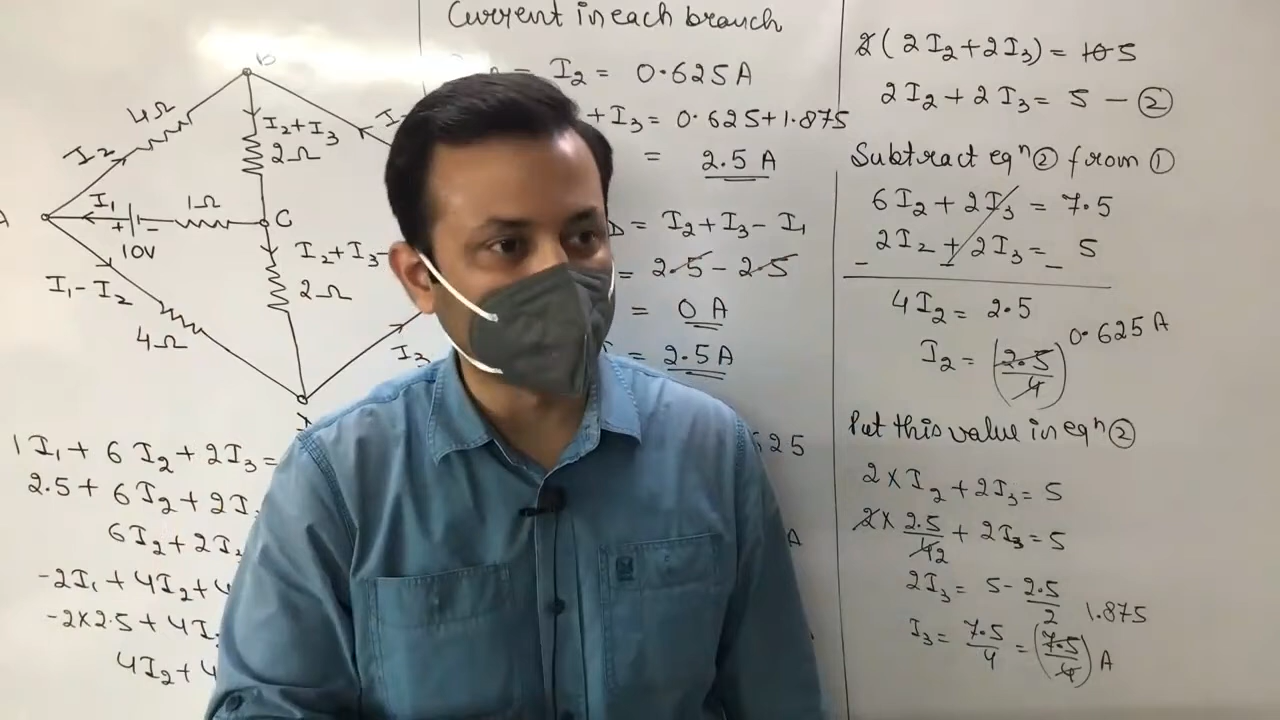 Current in each branch
= I₂ = 0.625 A
+ I₃ = 0.625 + 1.875
= 2.5 A
= I₂ + I₃ - I₁
= 2.5 - 2.5
= 0 A
= 2.5 A
625
A
B
4Ω
I₂
I₂ + I₃
2Ω
A
I₁
1Ω
C
+ -
10V
I₂ + I₃ -
2Ω
I₁ - I₂
4Ω
I₃
1I₁ + 6I₂ + 2I₃ =
2.5 + 6I₂ + 2I
6I₂ + 2I₃
-2I₁ + 4I₂ + 4
-2×2.5 + 4I
4I₂ + 4
2(2I₂ + 2I₃) = 10 5
2I₂ + 2I₃ = 5 - ②
Subtract eqⁿ ② from ①
6I₂ + 2I₃ = 7.5
- 2I₂ + 2I₃ = - 5
4I₂ = 2.5
I₂ = (2.5/4) 0.625 A
Put this value in eqⁿ ②
2 × I₂ + 2I₃ = 5
2 × 2.5/4 2 + 2I₃ = 5
2I₃ = 5 - 2.5/2
I₃ = 7.5/4 = (7.5/4) 1.875 A